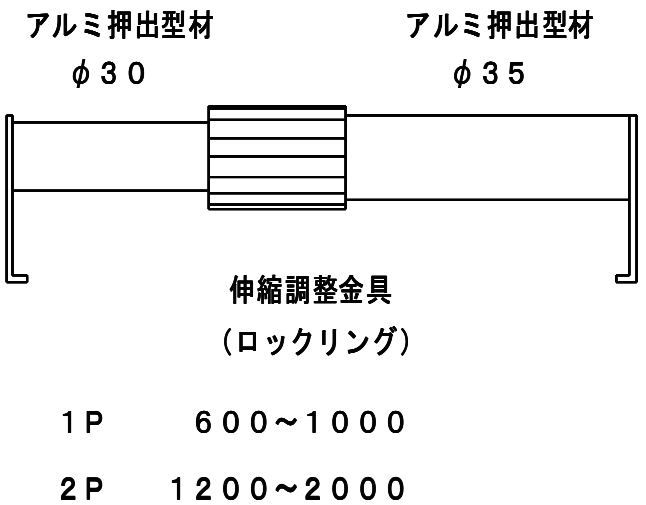 アルミ押出型材 アルミ押出型材
φ30 φ35
伸縮調整金具
（ロックリング）
1P 600～1000
2P 1200～2000